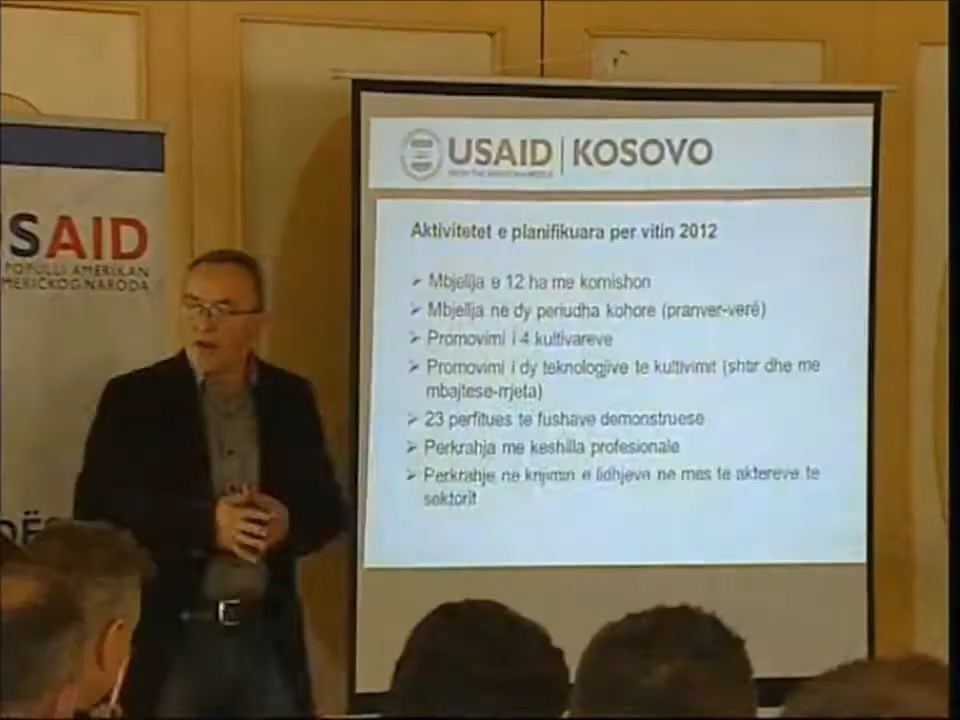 USAID
POPULLI AMERIKAN
MERIČKOG NARODA
USAID | KOSOVO
Aktivitetet e planifikuara per vitin 2012
➢ Mbjellja e 12 ha me komishon
➢ Mbjellja ne dy periudha kohore (pranver-verë)
➢ Promovimi i 4 kultivareve
➢ Promovimi i dy teknologjive te kultivimit (shtir dhe me
mbajtese-rrjeta)
➢ 23 perfitues te fushave demonstruese
➢ Perkrahja me keshilla profesionale
➢ Perkrahje ne krijimin e lidhjeve ne mes te aktereve te
sektorit